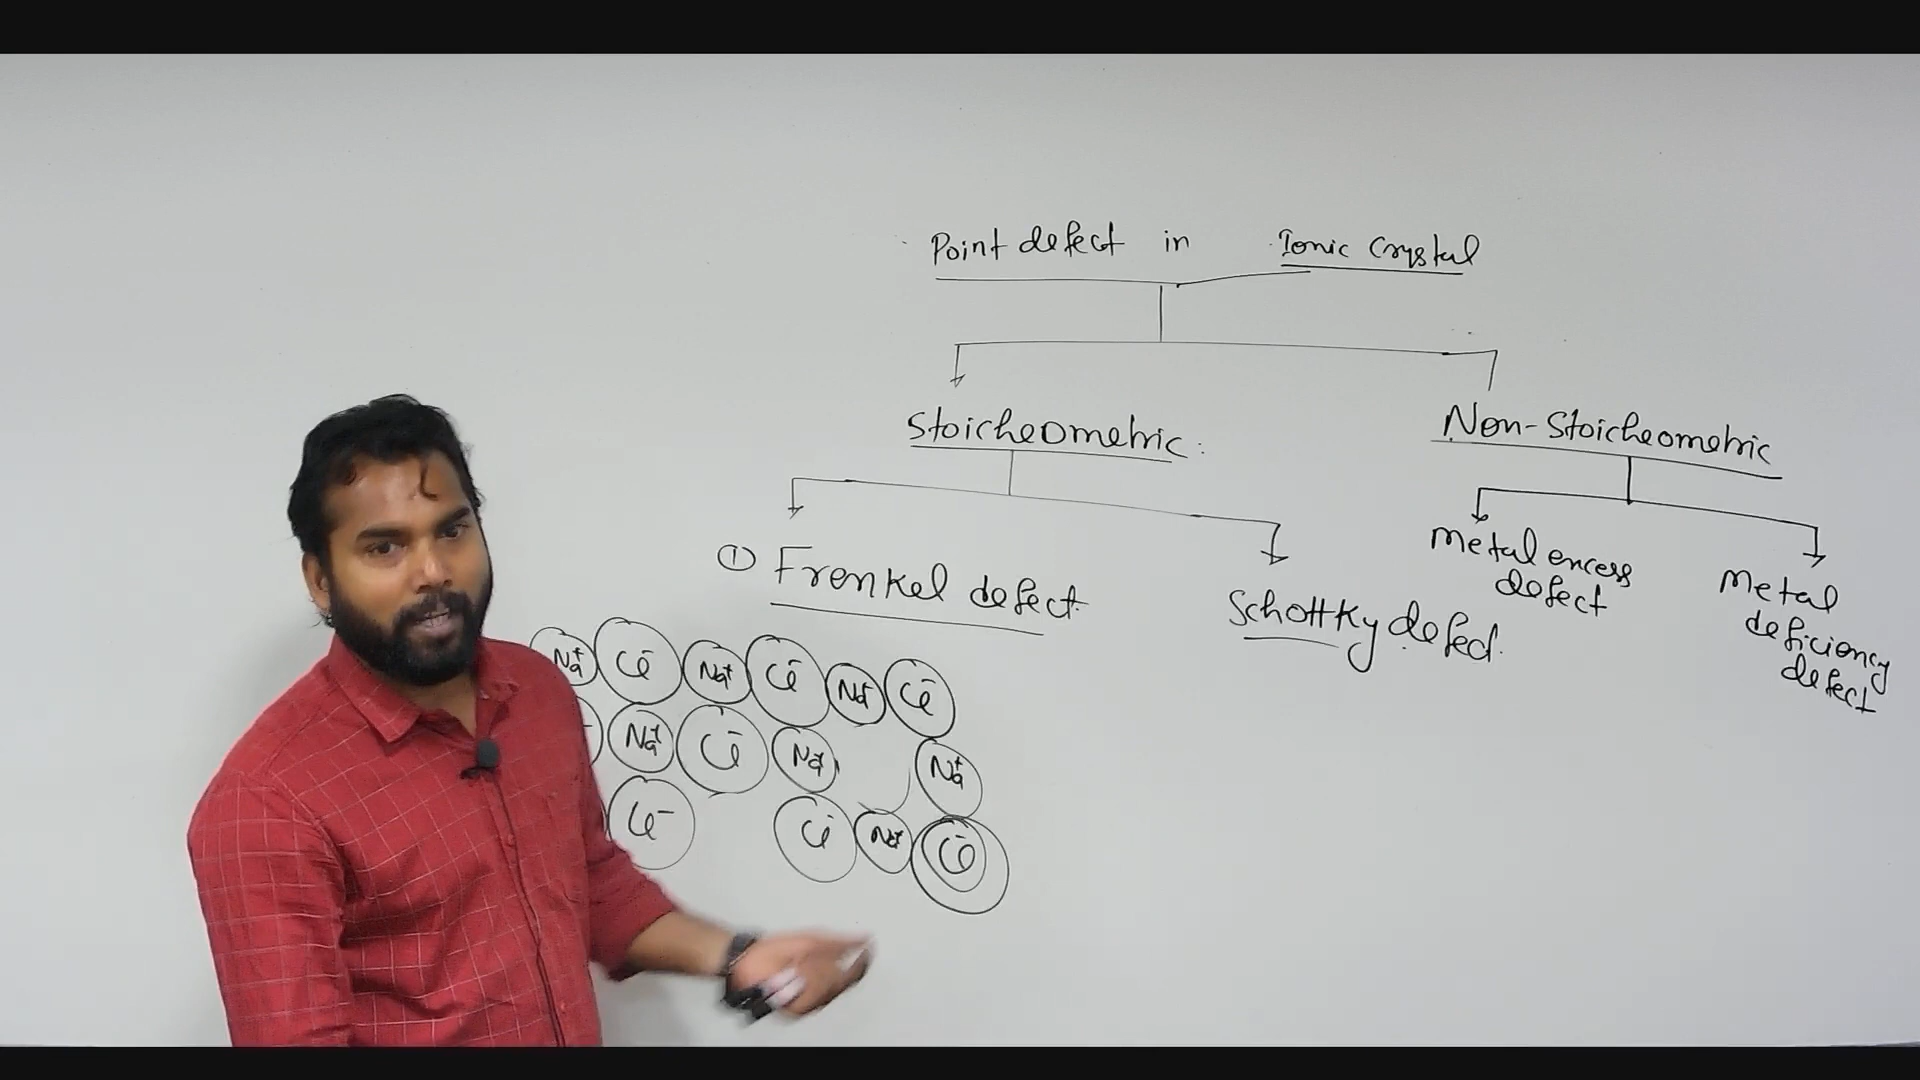 Point defect in Ionic Crystal
Stoicheometric
Non-Stoicheometric
① Frenkel defect
Schottky defect.
Metal encess
defect
Metal
deficiency
defect
Na⁺ Cl⁻ Na⁺ Cl⁻ Na⁺ Cl⁻
Na⁺ Cl Na⁺ Na⁺
Cl⁻ Cl⁻ Na⁺ Cl⁻